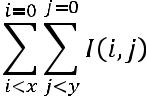 i=0 j=0
∑ ∑ I(i,j)
i<x j<y